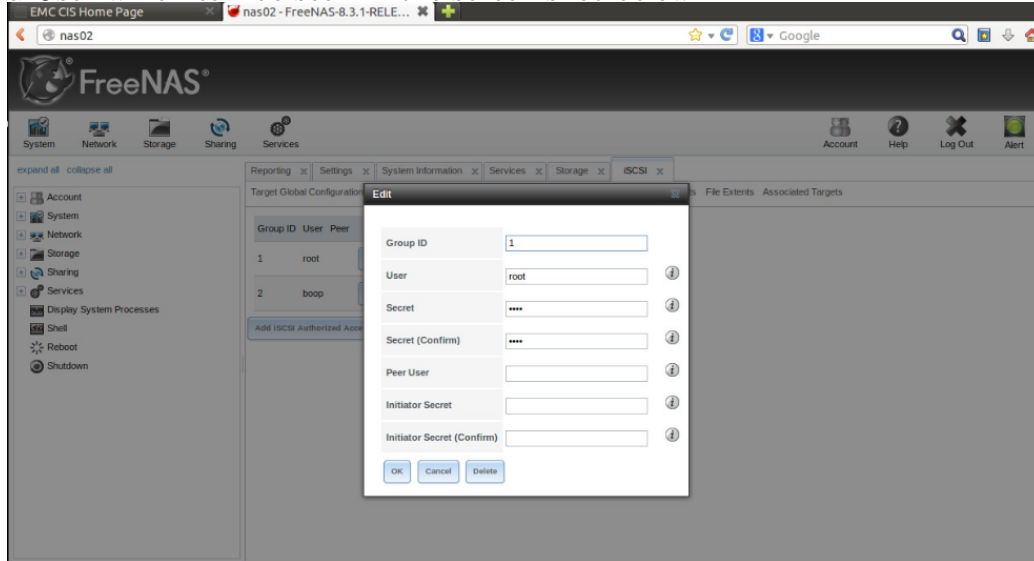 EMC CIS Home Page
nas02 - FreeNAS-8.3.1-RELE...
nas02
Google
FreeNAS®
System Network Storage Sharing Services Account Help Log Out Alert
expand all collapse all
Reporting Settings System Information Services Storage iSCSI
Target Global Configuration File Extents Associated Targets
Account
System
Network
Storage
Sharing
Services
Display System Processes
Shell
Reboot
Shutdown
Group ID User Peer
1 root
2 boop
Add iSCSI Authorized Acce
Edit
Group ID 1
User root
Secret ••••
Secret (Confirm) ••••
Peer User
Initiator Secret
Initiator Secret (Confirm)
OK Cancel Delete